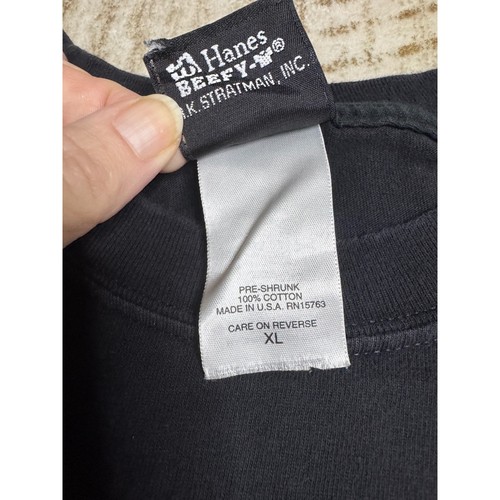 Hanes
BEEFY-T®
.K. STRATMAN, INC.
PRE-SHRUNK
100% COTTON
MADE IN U.S.A. RN15763
CARE ON REVERSE
XL